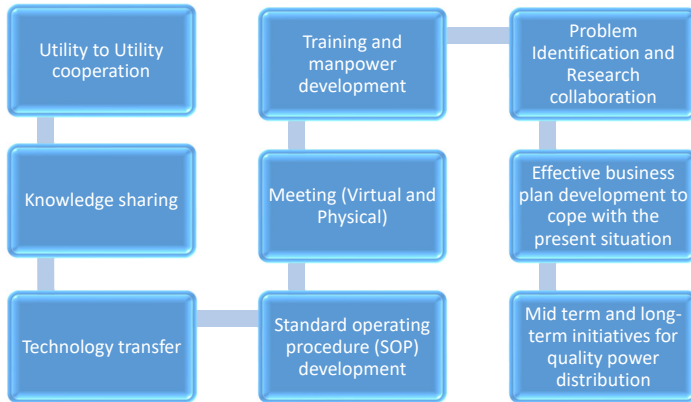 Utility to Utility
cooperation
Knowledge sharing
Technology transfer
Standard operating
procedure (SOP)
development
Meeting (Virtual and
Physical)
Training and
manpower
development
Problem
Identification and
Research
collaboration
Effective business
plan development to
cope with the
present situation
Mid term and long-
term initiatives for
quality power
distribution